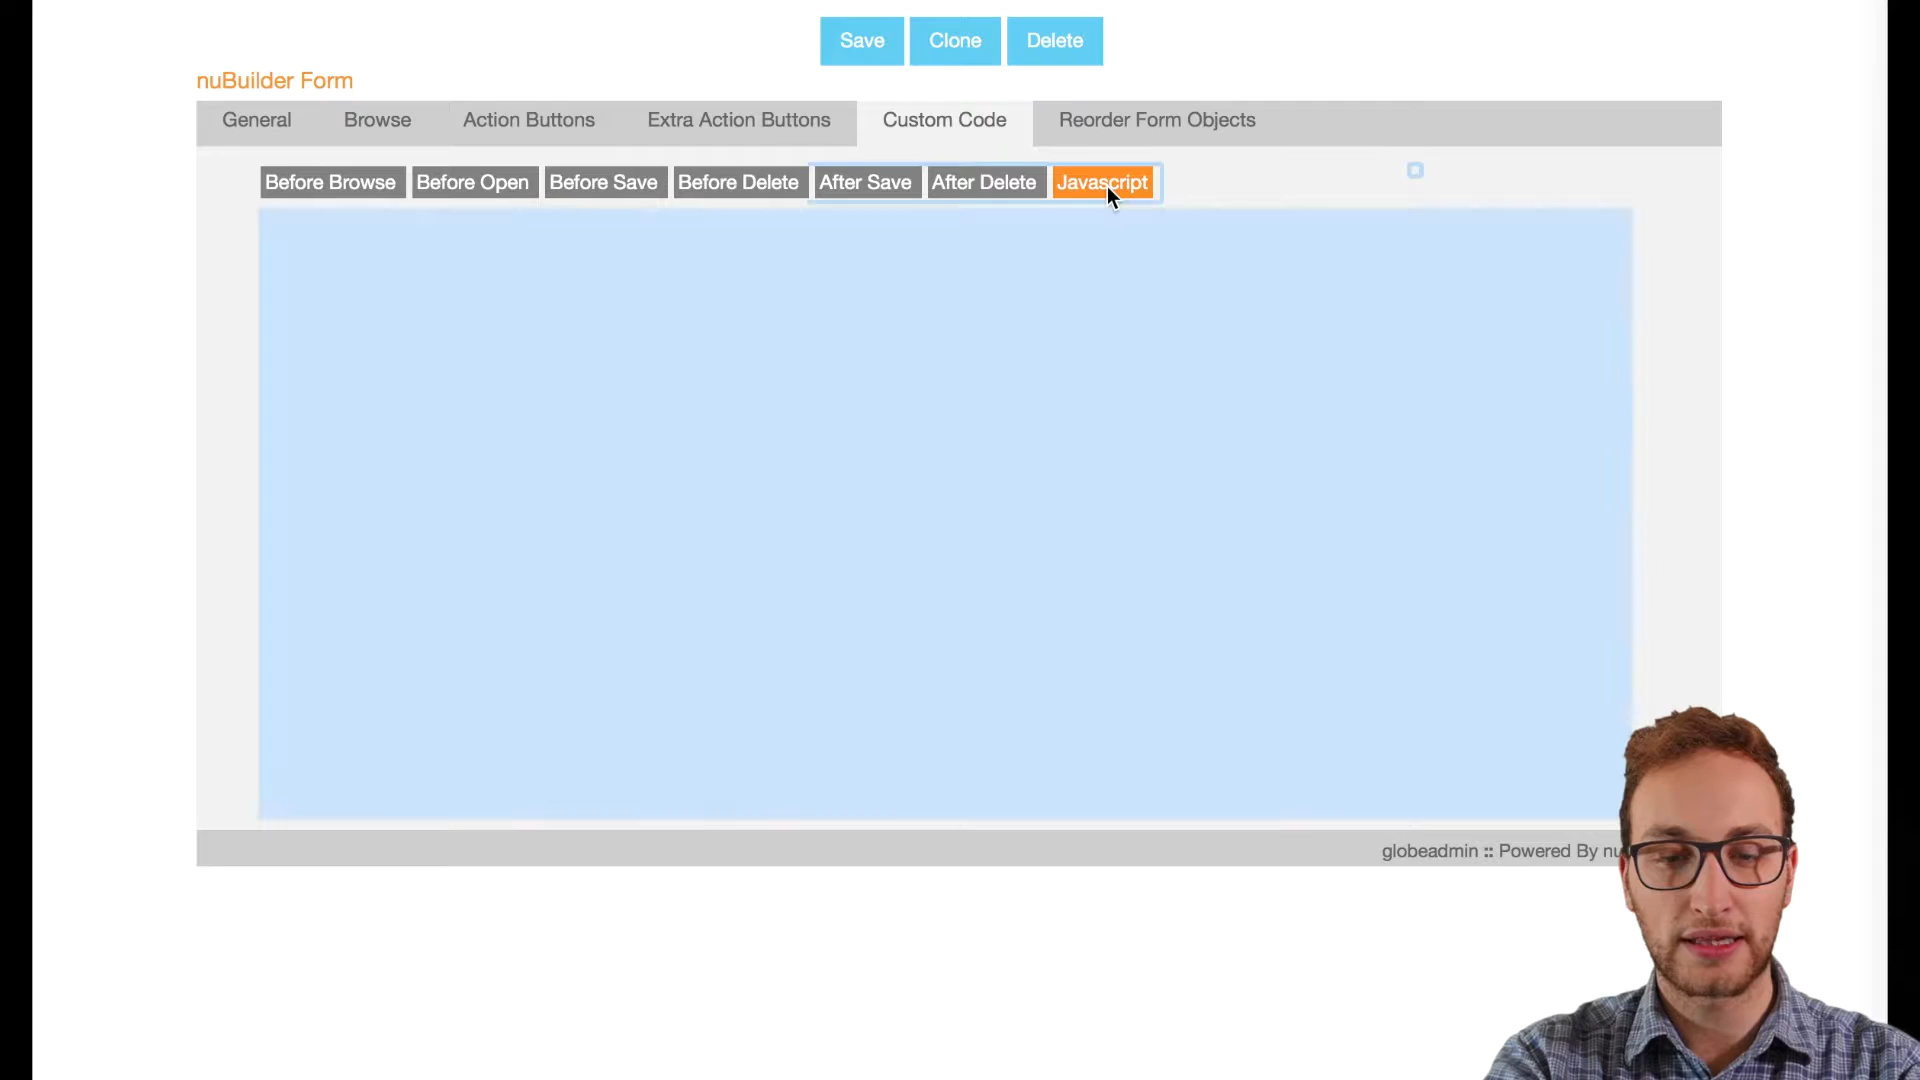 Save Clone Delete
nuBuilder Form
General Browse Action Buttons Extra Action Buttons Custom Code Reorder Form Objects
Before Browse Before Open Before Save Before Delete After Save After Delete Javascript
globeadmin :: Powered By